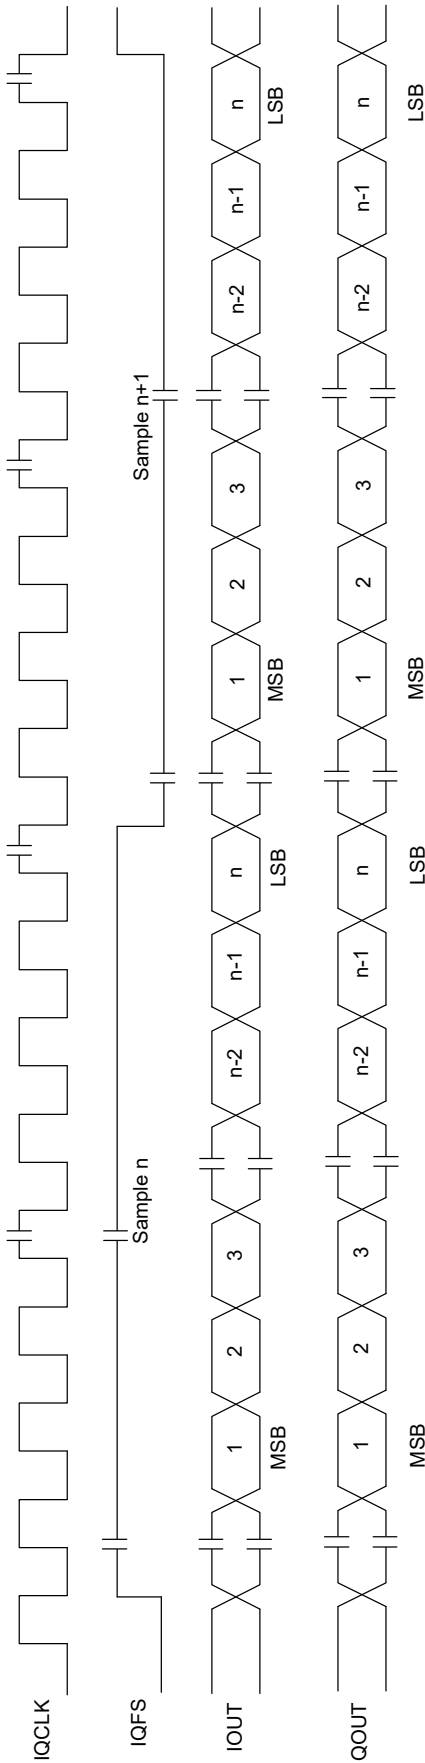 IQCLK
IQFS
Sample n
Sample n+1
IOUT
1
2
3
n-2
n-1
n
1
2
3
n-2
n-1
n
MSB
LSB
MSB
LSB
QOUT
1
2
3
n-2
n-1
n
1
2
3
n-2
n-1
n
MSB
LSB
MSB
LSB